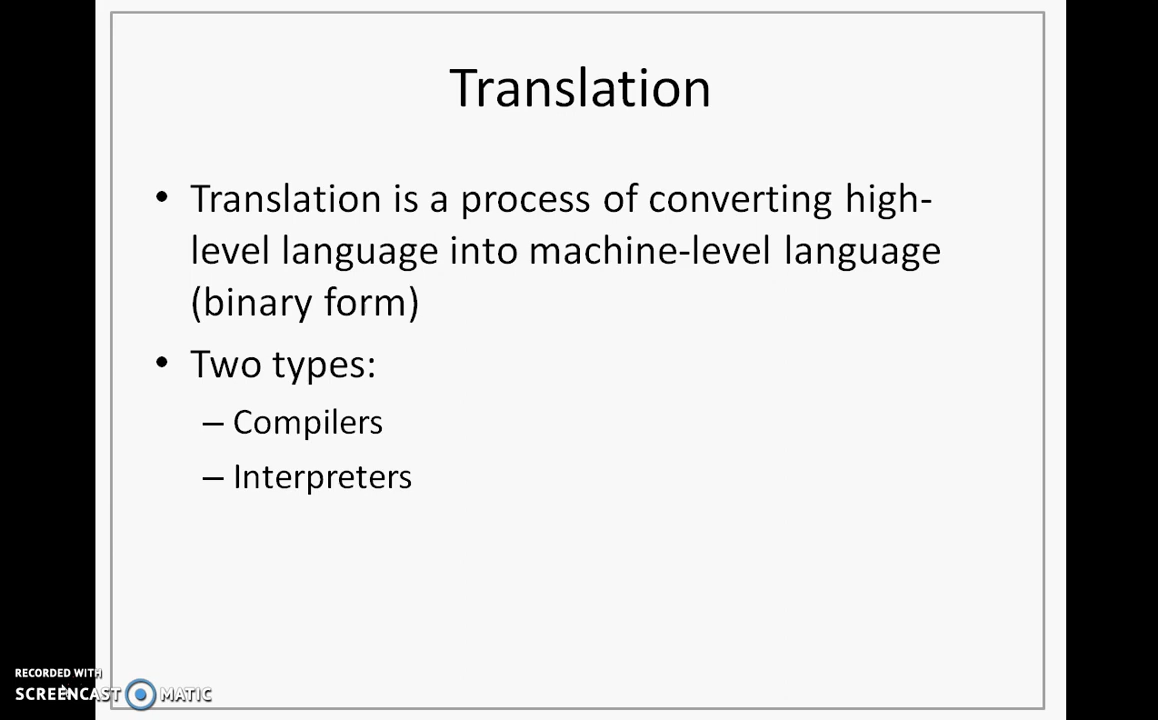 Translation
• Translation is a process of converting high-
level language into machine-level language
(binary form)
• Two types:
– Compilers
– Interpreters
RECORDED WITH
SCREENCAST MATIC